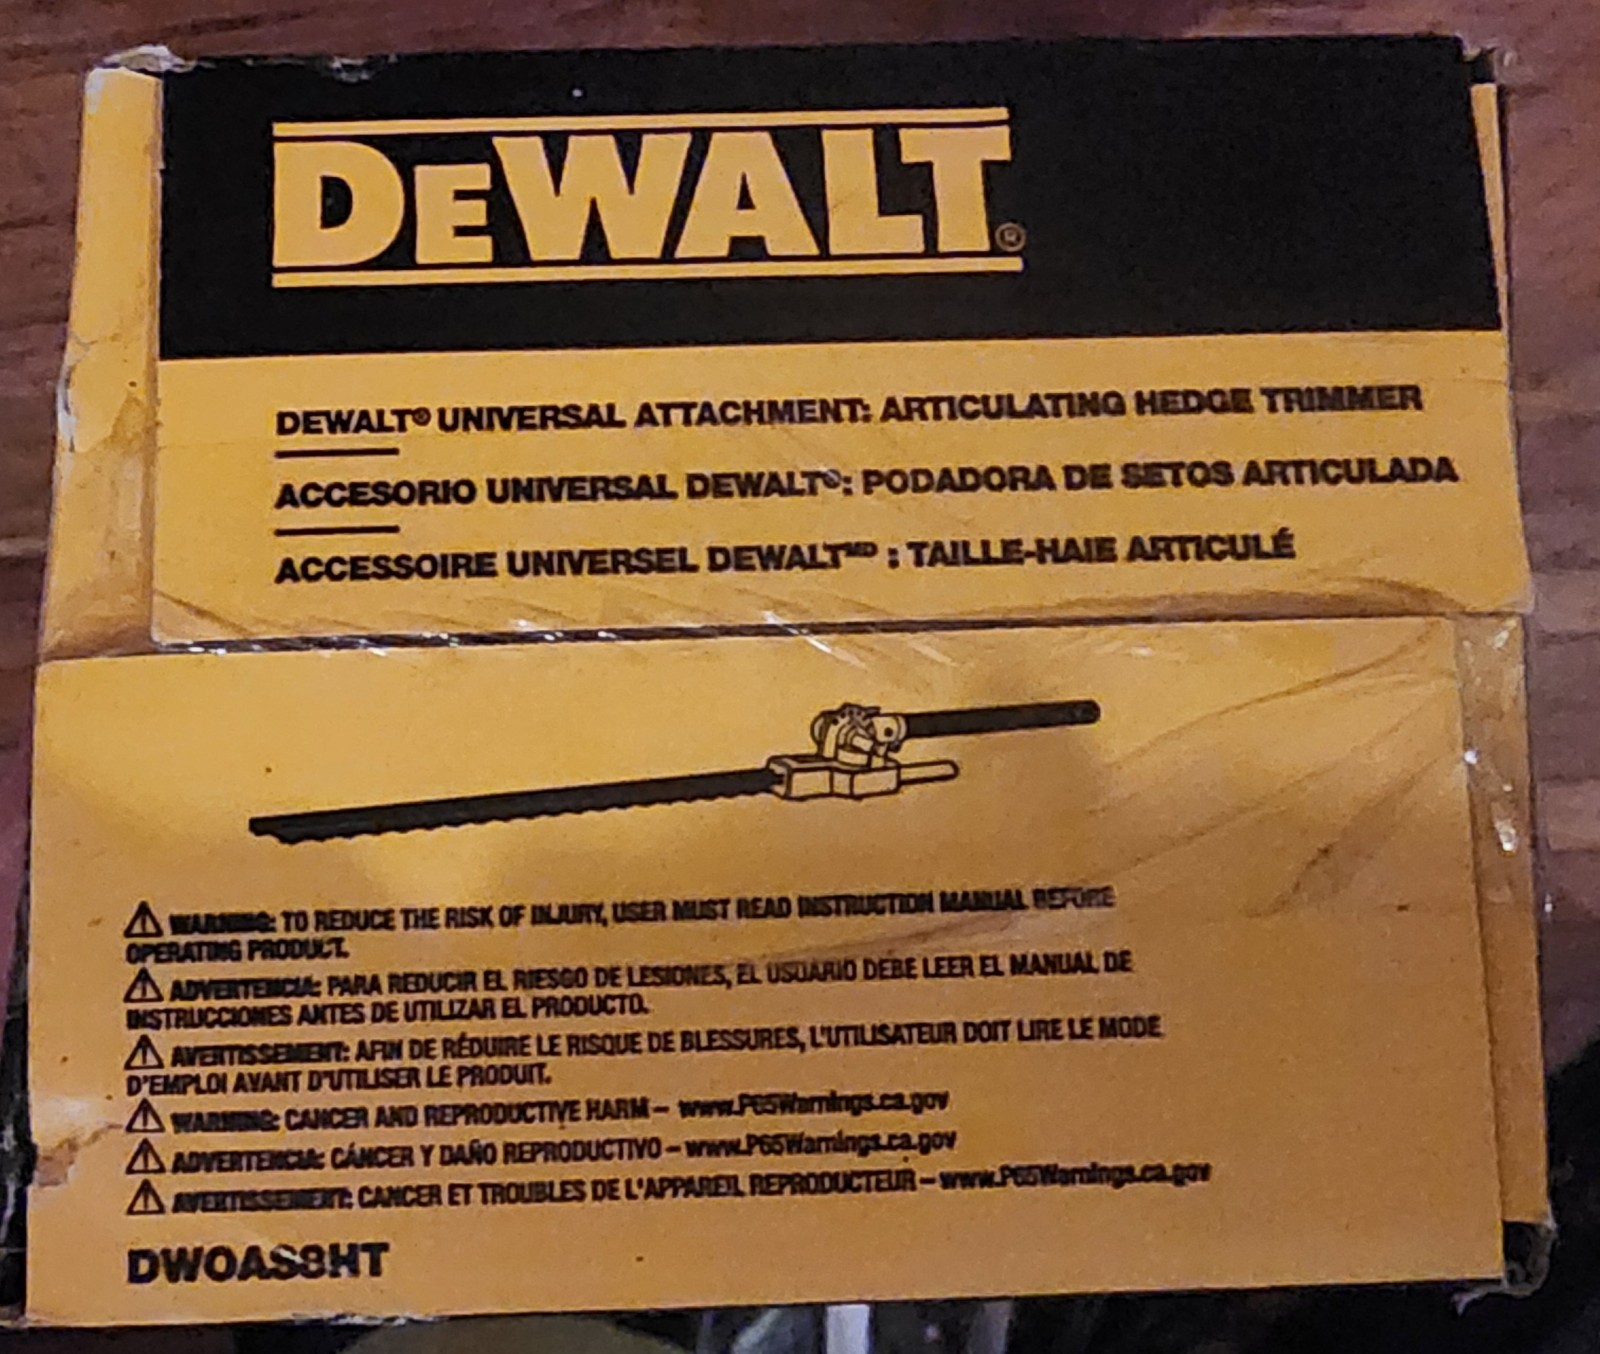 DEWALT®
DEWALT® UNIVERSAL ATTACHMENT: ARTICULATING HEDGE TRIMMER
ACCESORIO UNIVERSAL DEWALT®: PODADORA DE SETOS ARTICULADA
ACCESSOIRE UNIVERSEL DEWALTᴹᴰ : TAILLE-HAIE ARTICULÉ
⚠ WARNING: TO REDUCE THE RISK OF INJURY, USER MUST READ INSTRUCTION MANUAL BEFORE
OPERATING PRODUCT.
⚠ ADVERTENCIA: PARA REDUCIR EL RIESGO DE LESIONES, EL USUARIO DEBE LEER EL MANUAL DE
INSTRUCCIONES ANTES DE UTILIZAR EL PRODUCTO.
⚠ AVERTISSEMENT: AFIN DE RÉDUIRE LE RISQUE DE BLESSURES, L'UTILISATEUR DOIT LIRE LE MODE
D'EMPLOI AVANT D'UTILISER LE PRODUIT.
⚠ WARNING: CANCER AND REPRODUCTIVE HARM – www.P65Warnings.ca.gov
⚠ ADVERTENCIA: CÁNCER Y DAÑO REPRODUCTIVO – www.P65Warnings.ca.gov
⚠ AVERTISSEMENT: CANCER ET TROUBLES DE L'APPAREIL REPRODUCTEUR – www.P65Warnings.ca.gov
DWOAS8HT